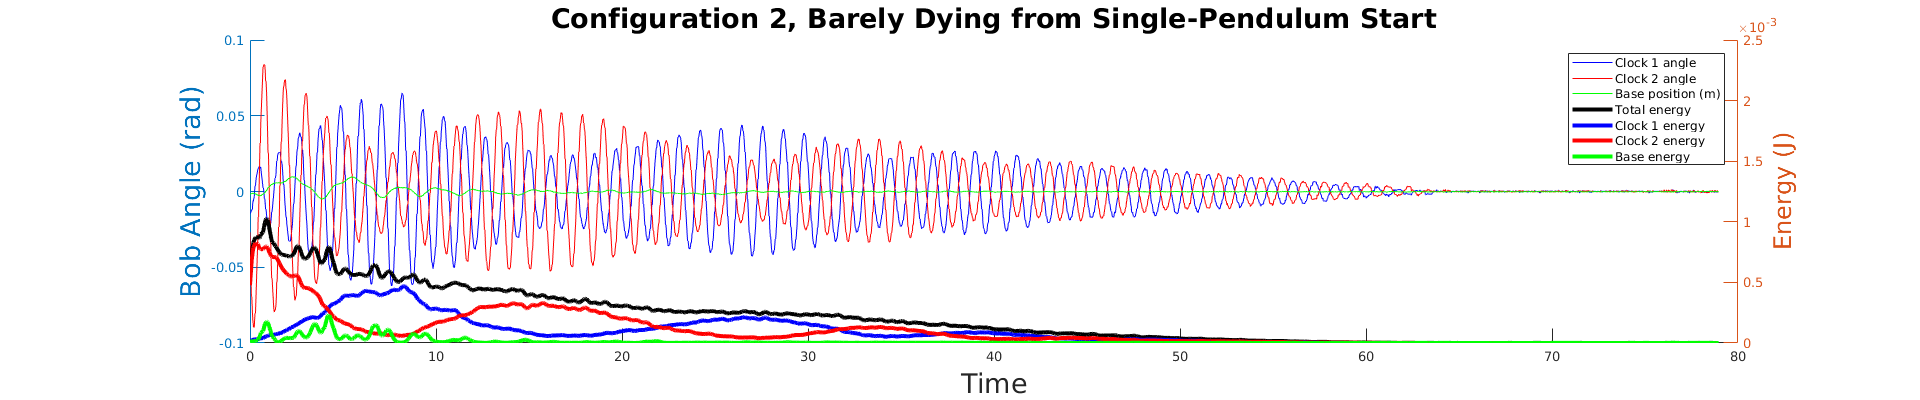 Configuration 2, Barely Dying from Single-Pendulum Start
×10-3
0.1
0.05
0
-0.05
-0.1
Bob Angle (rad)
2.5
2
1.5
1
0.5
0
Energy (J)
Clock 1 angle
Clock 2 angle
Base position (m)
Total energy
Clock 1 energy
Clock 2 energy
Base energy
0 10 20 30 40 50 60 70 80
Time